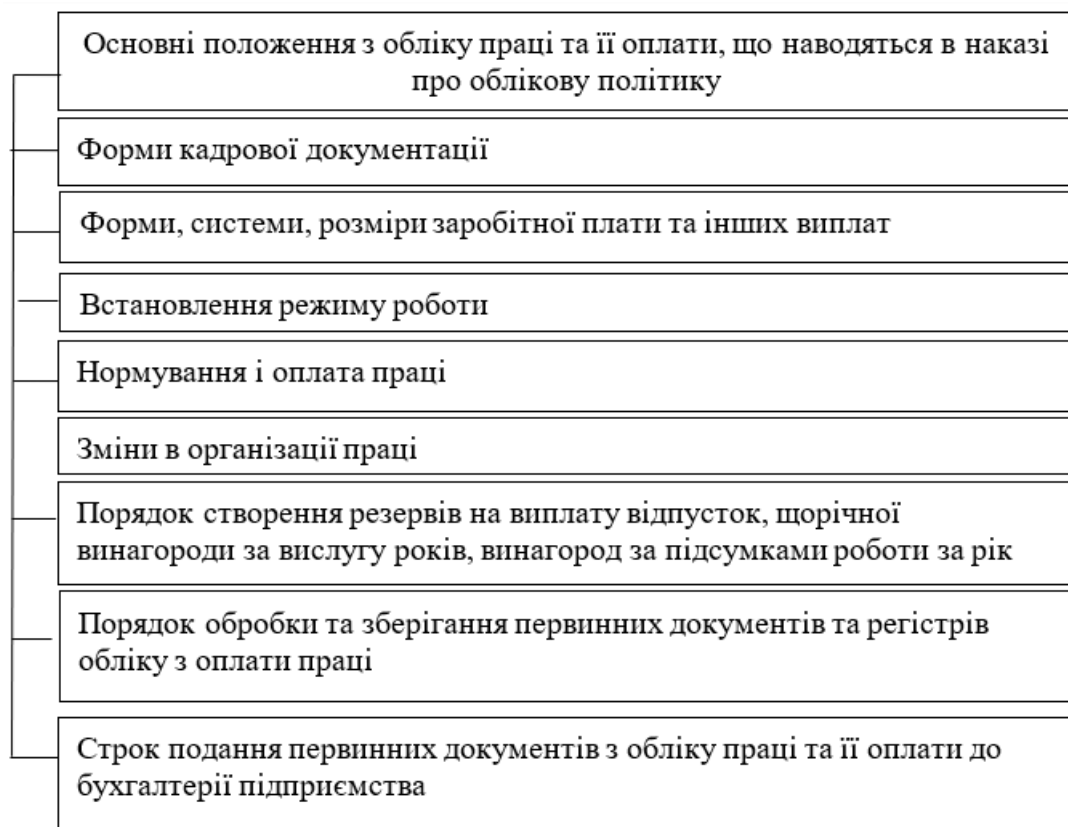 Основні положення з обліку праці та її оплати, що наводяться в наказі
про облікову політику
Форми кадрової документації
Форми, системи, розміри заробітної плати та інших виплат
Встановлення режиму роботи
Нормування і оплата праці
Зміни в організації праці
Порядок створення резервів на виплату відпусток, щорічної
винагороди за вислугу років, винагород за підсумками роботи за рік
Порядок обробки та зберігання первинних документів та регістрів
обліку з оплати праці
Строк подання первинних документів з обліку праці та її оплати до
бухгалтерії підприємства